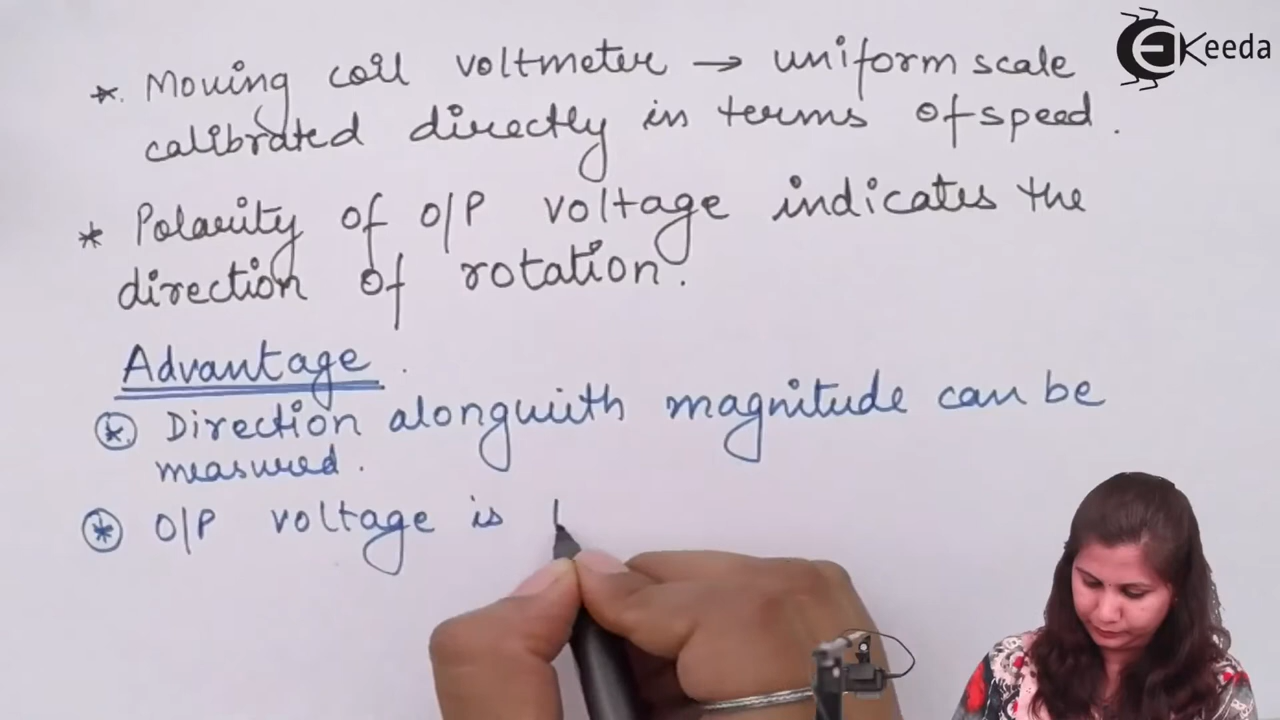 Keeda
* Moving coil voltmeter → uniform scale
calibrated directly in terms of speed.
* Polarity of O/P voltage indicates the
direction of rotation.
Advantage
* Direction alongwith magnitude can be
measured.
* O/P voltage is